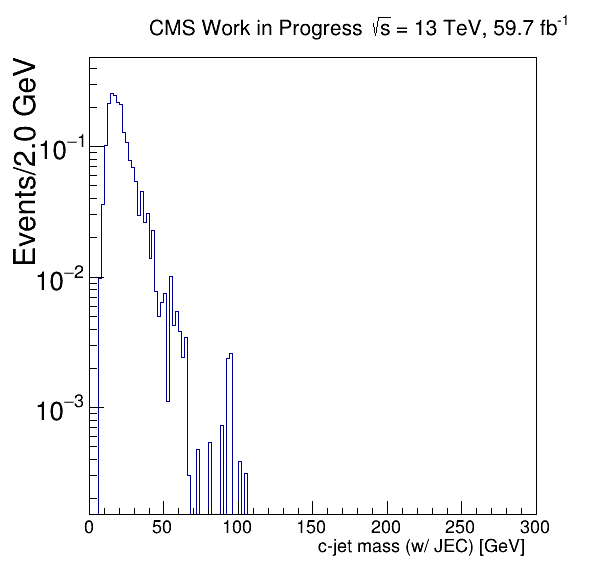 CMS Work in Progress √s = 13 TeV, 59.7 fb⁻¹
Events/2.0 GeV
10⁻¹
10⁻²
10⁻³
0 50 100 150 200 250 300
c-jet mass (w/ JEC) [GeV]